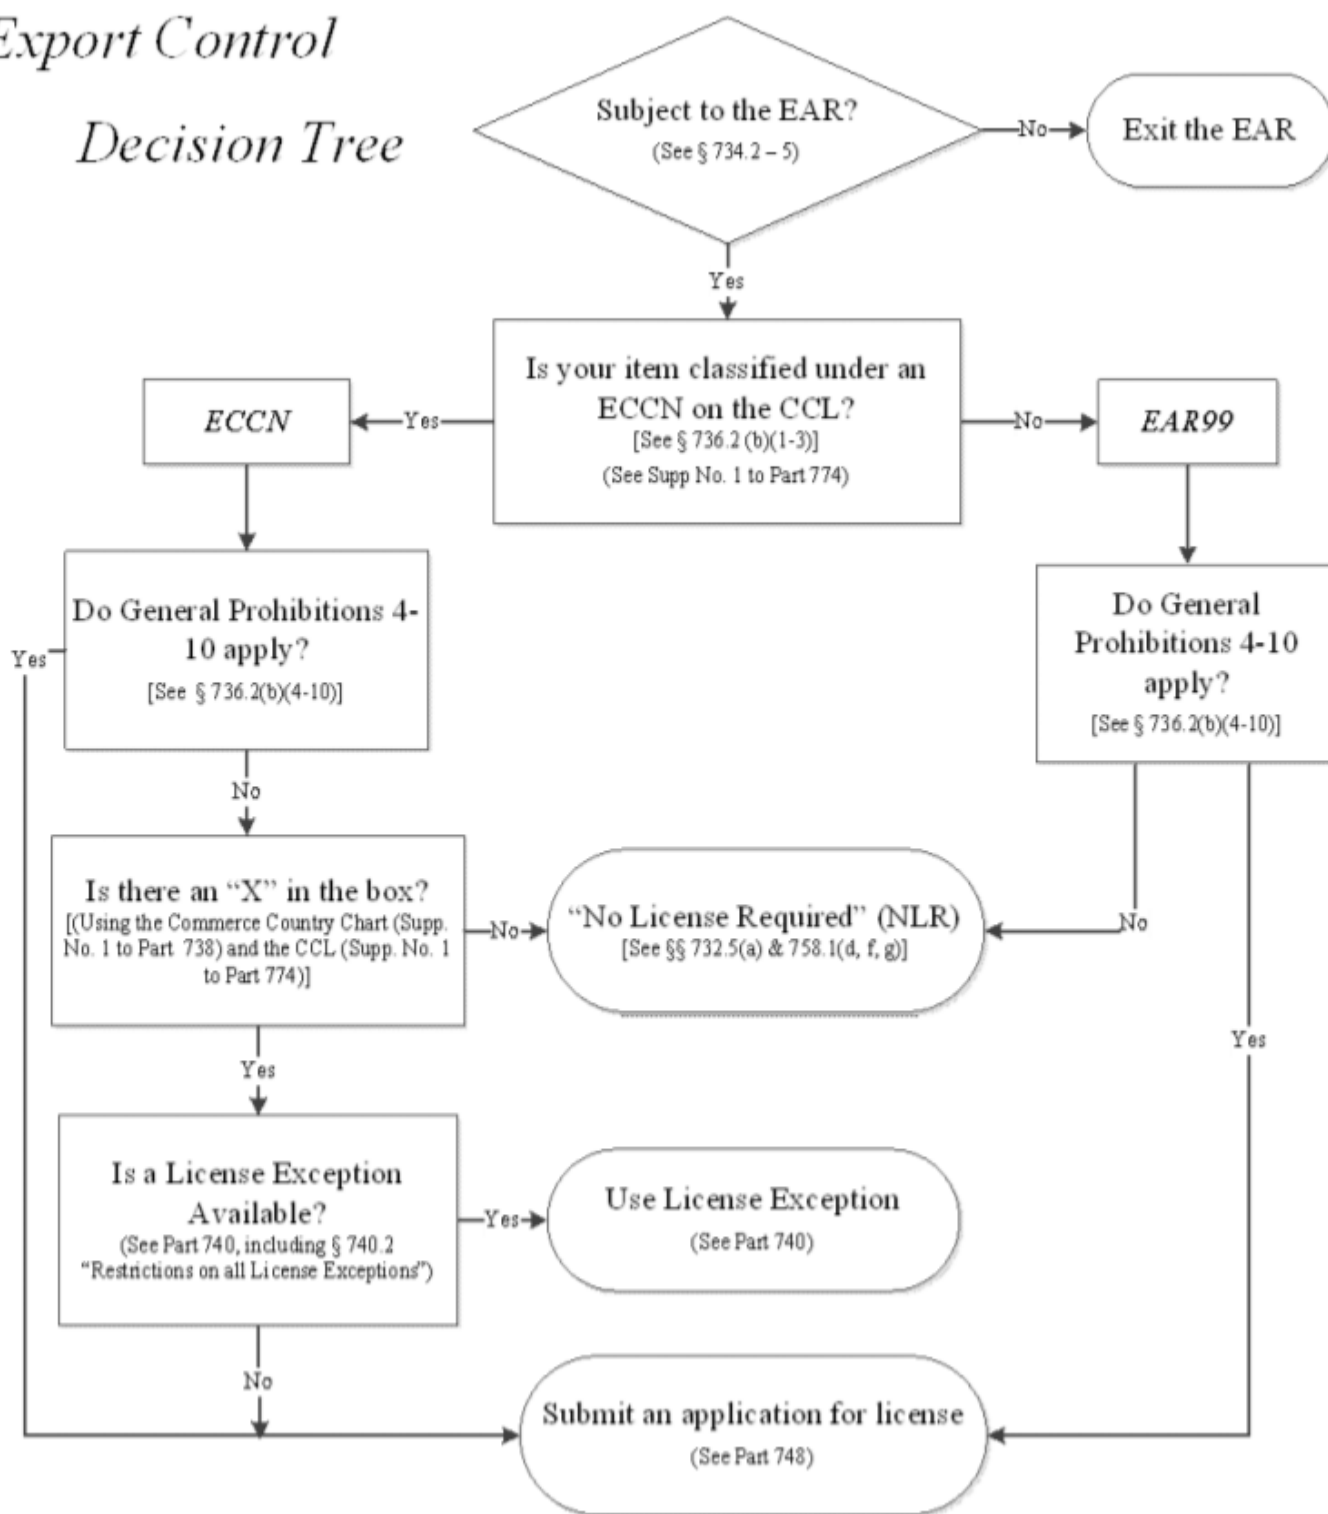 Export Control
Decision Tree
Subject to the EAR?
(See § 734.2 – 5)
No
Exit the EAR
Yes
Is your item classified under an
ECCN on the CCL?
[See § 736.2 (b)(1-3)]
(See Supp No. 1 to Part 774)
Yes
ECCN
No
EAR99
Do General Prohibitions 4-
10 apply?
[See § 736.2(b)(4-10)]
Yes
Do General
Prohibitions 4-10
apply?
[See § 736.2(b)(4-10)]
No
Is there an “X” in the box?
[(Using the Commerce Country Chart (Supp.
No. 1 to Part 738) and the CCL (Supp. No. 1
to Part 774)]
No
“No License Required” (NLR)
[See §§ 732.5(a) & 758.1(d, f, g)]
No
Yes
Yes
Is a License Exception
Available?
(See Part 740, including § 740.2
“Restrictions on all License Exceptions”)
Yes
Use License Exception
(See Part 740)
No
Submit an application for license
(See Part 748)